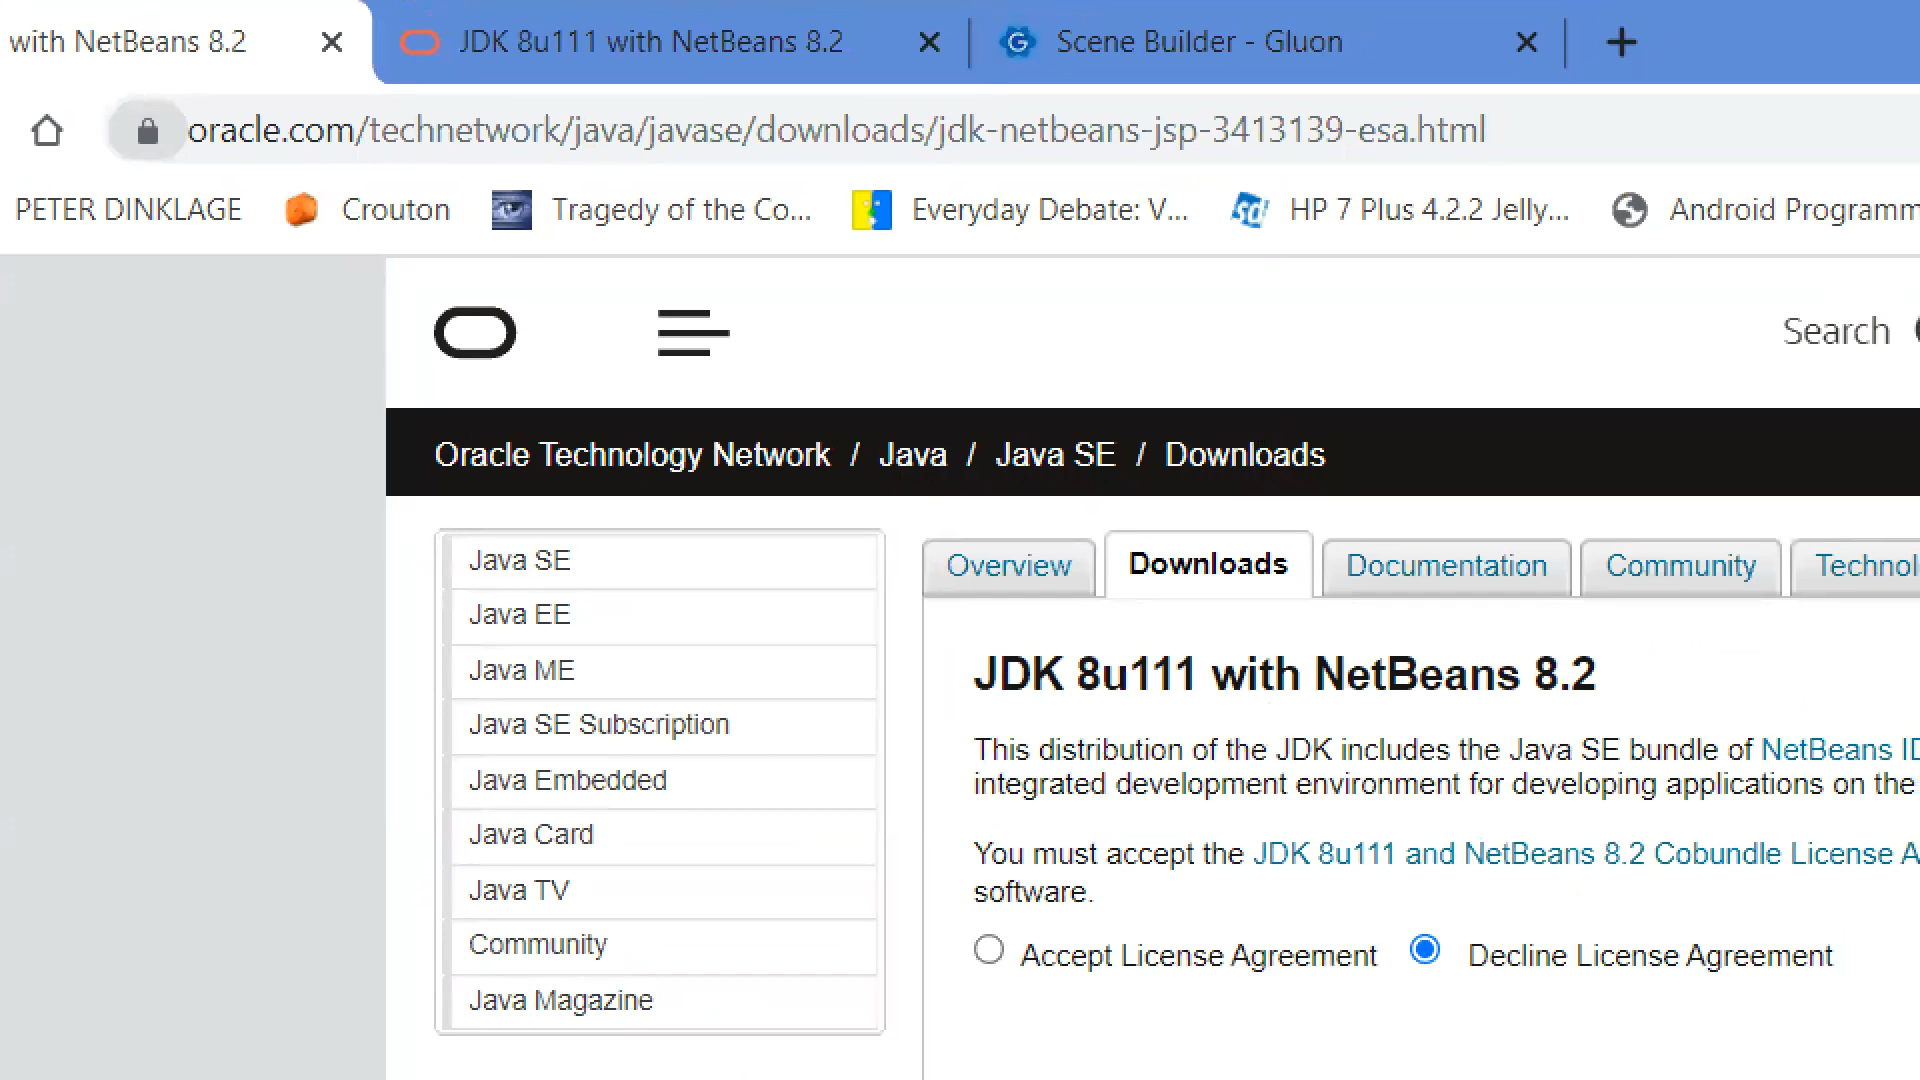 with NetBeans 8.2
JDK 8u111 with NetBeans 8.2
Scene Builder - Gluon
oracle.com/technetwork/java/javase/downloads/jdk-netbeans-jsp-3413139-esa.html
PETER DINKLAGE
Crouton
Tragedy of the Co...
Everyday Debate: V...
HP 7 Plus 4.2.2 Jelly...
Android Programm
Search
Oracle Technology Network / Java / Java SE / Downloads
Java SE
Java EE
Java ME
Java SE Subscription
Java Embedded
Java Card
Java TV
Community
Java Magazine
Overview
Downloads
Documentation
Community
Technol
JDK 8u111 with NetBeans 8.2
This distribution of the JDK includes the Java SE bundle of NetBeans ID
integrated development environment for developing applications on the
You must accept the JDK 8u111 and NetBeans 8.2 Cobundle License A
software.
Accept License Agreement
Decline License Agreement